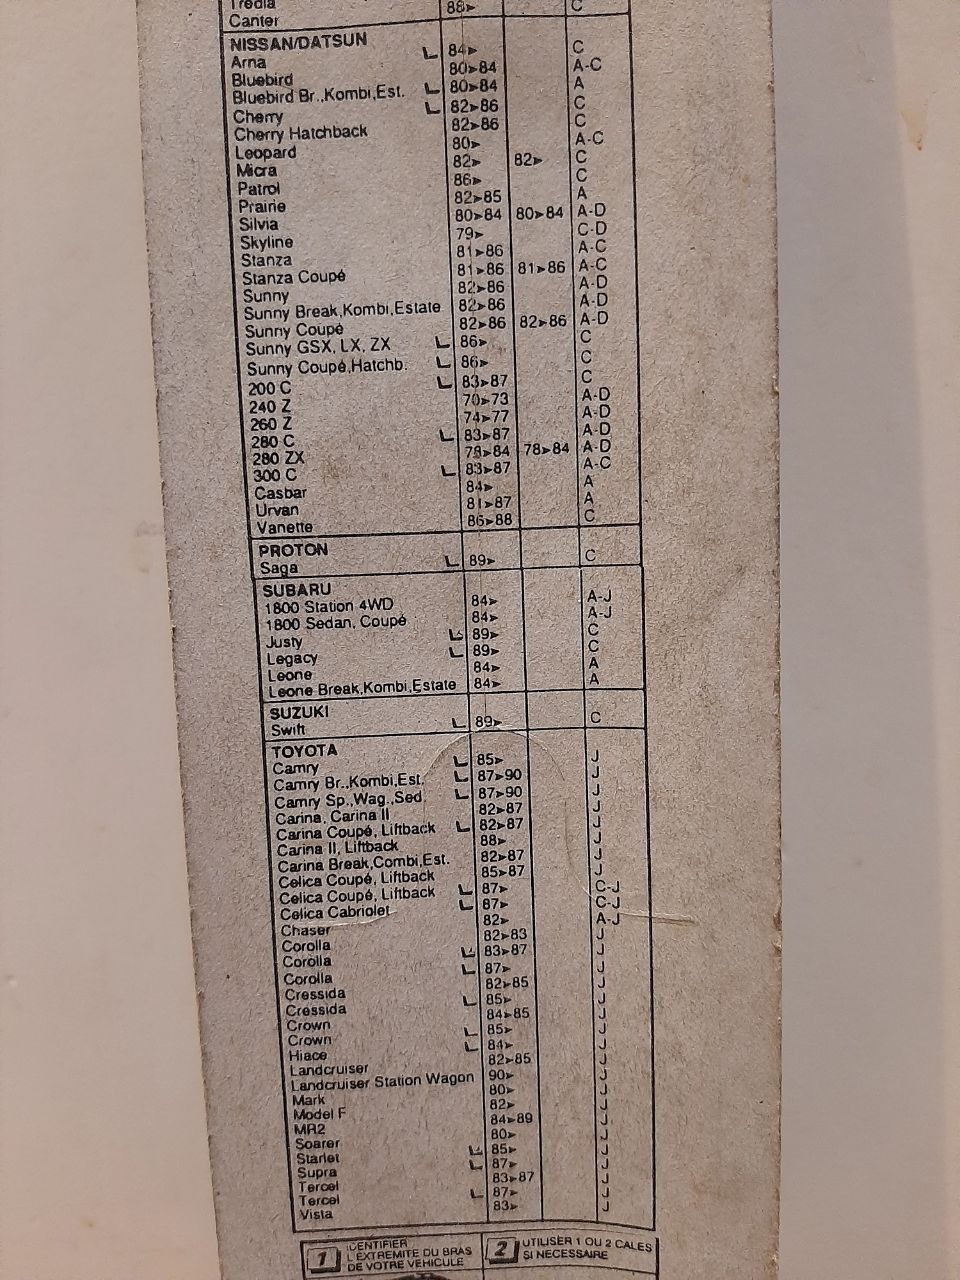 Tredia
Canter 88► C
NISSAN/DATSUN
Arna L 84► C
Bluebird 80►84 A-C
Bluebird Br.,Kombi,Est. L 80►84 A
Cherry L 82►86 C
Cherry Hatchback 82►86 C
Leopard 80► A-C
Micra 82► 82► C
Patrol 86► C
Prairie 82►85 A
Silvia 80►84 80►84 A-D
Skyline 79► C-D
Stanza 81►86 A-C
Stanza Coupé 81►86 81►86 A-C
Sunny 82►86 A-D
Sunny Break,Kombi,Estate 82►86 A-D
Sunny Coupé 82►86 82►86 A-D
Sunny GSX, LX, ZX L 86► C
Sunny Coupé,Hatchb. L 86► C
200 C L 83►87 C
240 Z 70►73 A-D
260 Z 74►77 A-D
280 C L 83►87 A-D
280 ZX 78►84 78►84 A-D
300 C L 83►87 A-C
Casbar 84► A
Urvan 81►87 A
Vanette 86►88 C
PROTON
Saga L 89► C
SUBARU
1800 Station 4WD 84► A-J
1800 Sedan, Coupé 84► A-J
Justy L 89► C
Legacy L 89► C
Leone 84► A
Leone Break,Kombi,Estate 84► A
SUZUKI
Swift L 89► C
TOYOTA
Camry L 85► J
Camry Br.,Kombi,Est. L 87►90 J
Camry Sp.,Wag.,Sed. L 87►90 J
Carina, Carina II 82►87 J
Carina Coupé, Liftback L 82►87 J
Carina II, Liftback 88► J
Carina Break,Combi,Est. 82►87 J
Celica Coupé, Liftback 85►87 J
Celica Coupé, Liftback L 87► C-J
Celica Cabriolet L 87► C-J
Chaser 82► A-J
Corolla 82►83 J
Corolla L 83►87 J
Corolla L 87► J
Cressida 82►85 J
Cressida L 85► J
Crown 84►85 J
Crown L 85► J
Hiace L 84► J
Landcruiser 82►85 J
Landcruiser Station Wagon 90► J
Mark 80► J
Model F 82► J
MR2 84►89 J
Soarer 80► J
Starlet L 85► J
Supra L 87► J
Tercel 83►87 J
Tercel L 87► J
Vista 83► J
1 IDENTIFIER
L'EXTREMITE DU BRAS
DE VOTRE VEHICULE
2 UTILISER 1 OU 2 CALES
SI NECESSAIRE